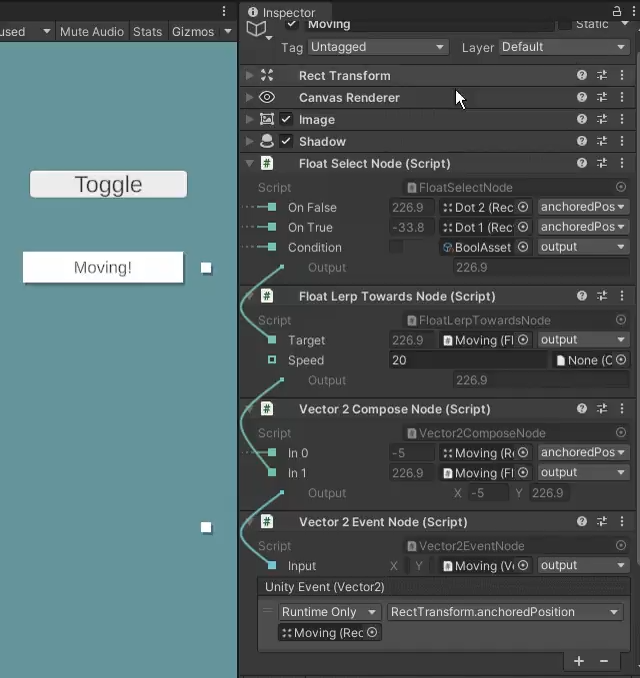 Inspector
used Mute Audio Stats Gizmos
Moving Static
Tag Untagged Layer Default
Rect Transform
Canvas Renderer
Image
Shadow
Float Select Node (Script)
Script FloatSelectNode
On False 226.9 Dot 2 (Rec anchoredPos
On True -33.8 Dot 1 (Rec anchoredPos
Condition BoolAsset output
Output 226.9
Float Lerp Towards Node (Script)
Script FloatLerpTowardsNode
Target 226.9 Moving (Fl output
Speed 20 None (C
Output 226.9
Vector 2 Compose Node (Script)
Script Vector2ComposeNode
In 0 -5 Moving (Re anchoredPos
In 1 226.9 Moving (Fl output
Output X -5 Y 226.9
Vector 2 Event Node (Script)
Script Vector2EventNode
Input X Y Moving (Ve output
Unity Event (Vector2)
Runtime Only RectTransform.anchoredPosition
Moving (Rec
Toggle
Moving!